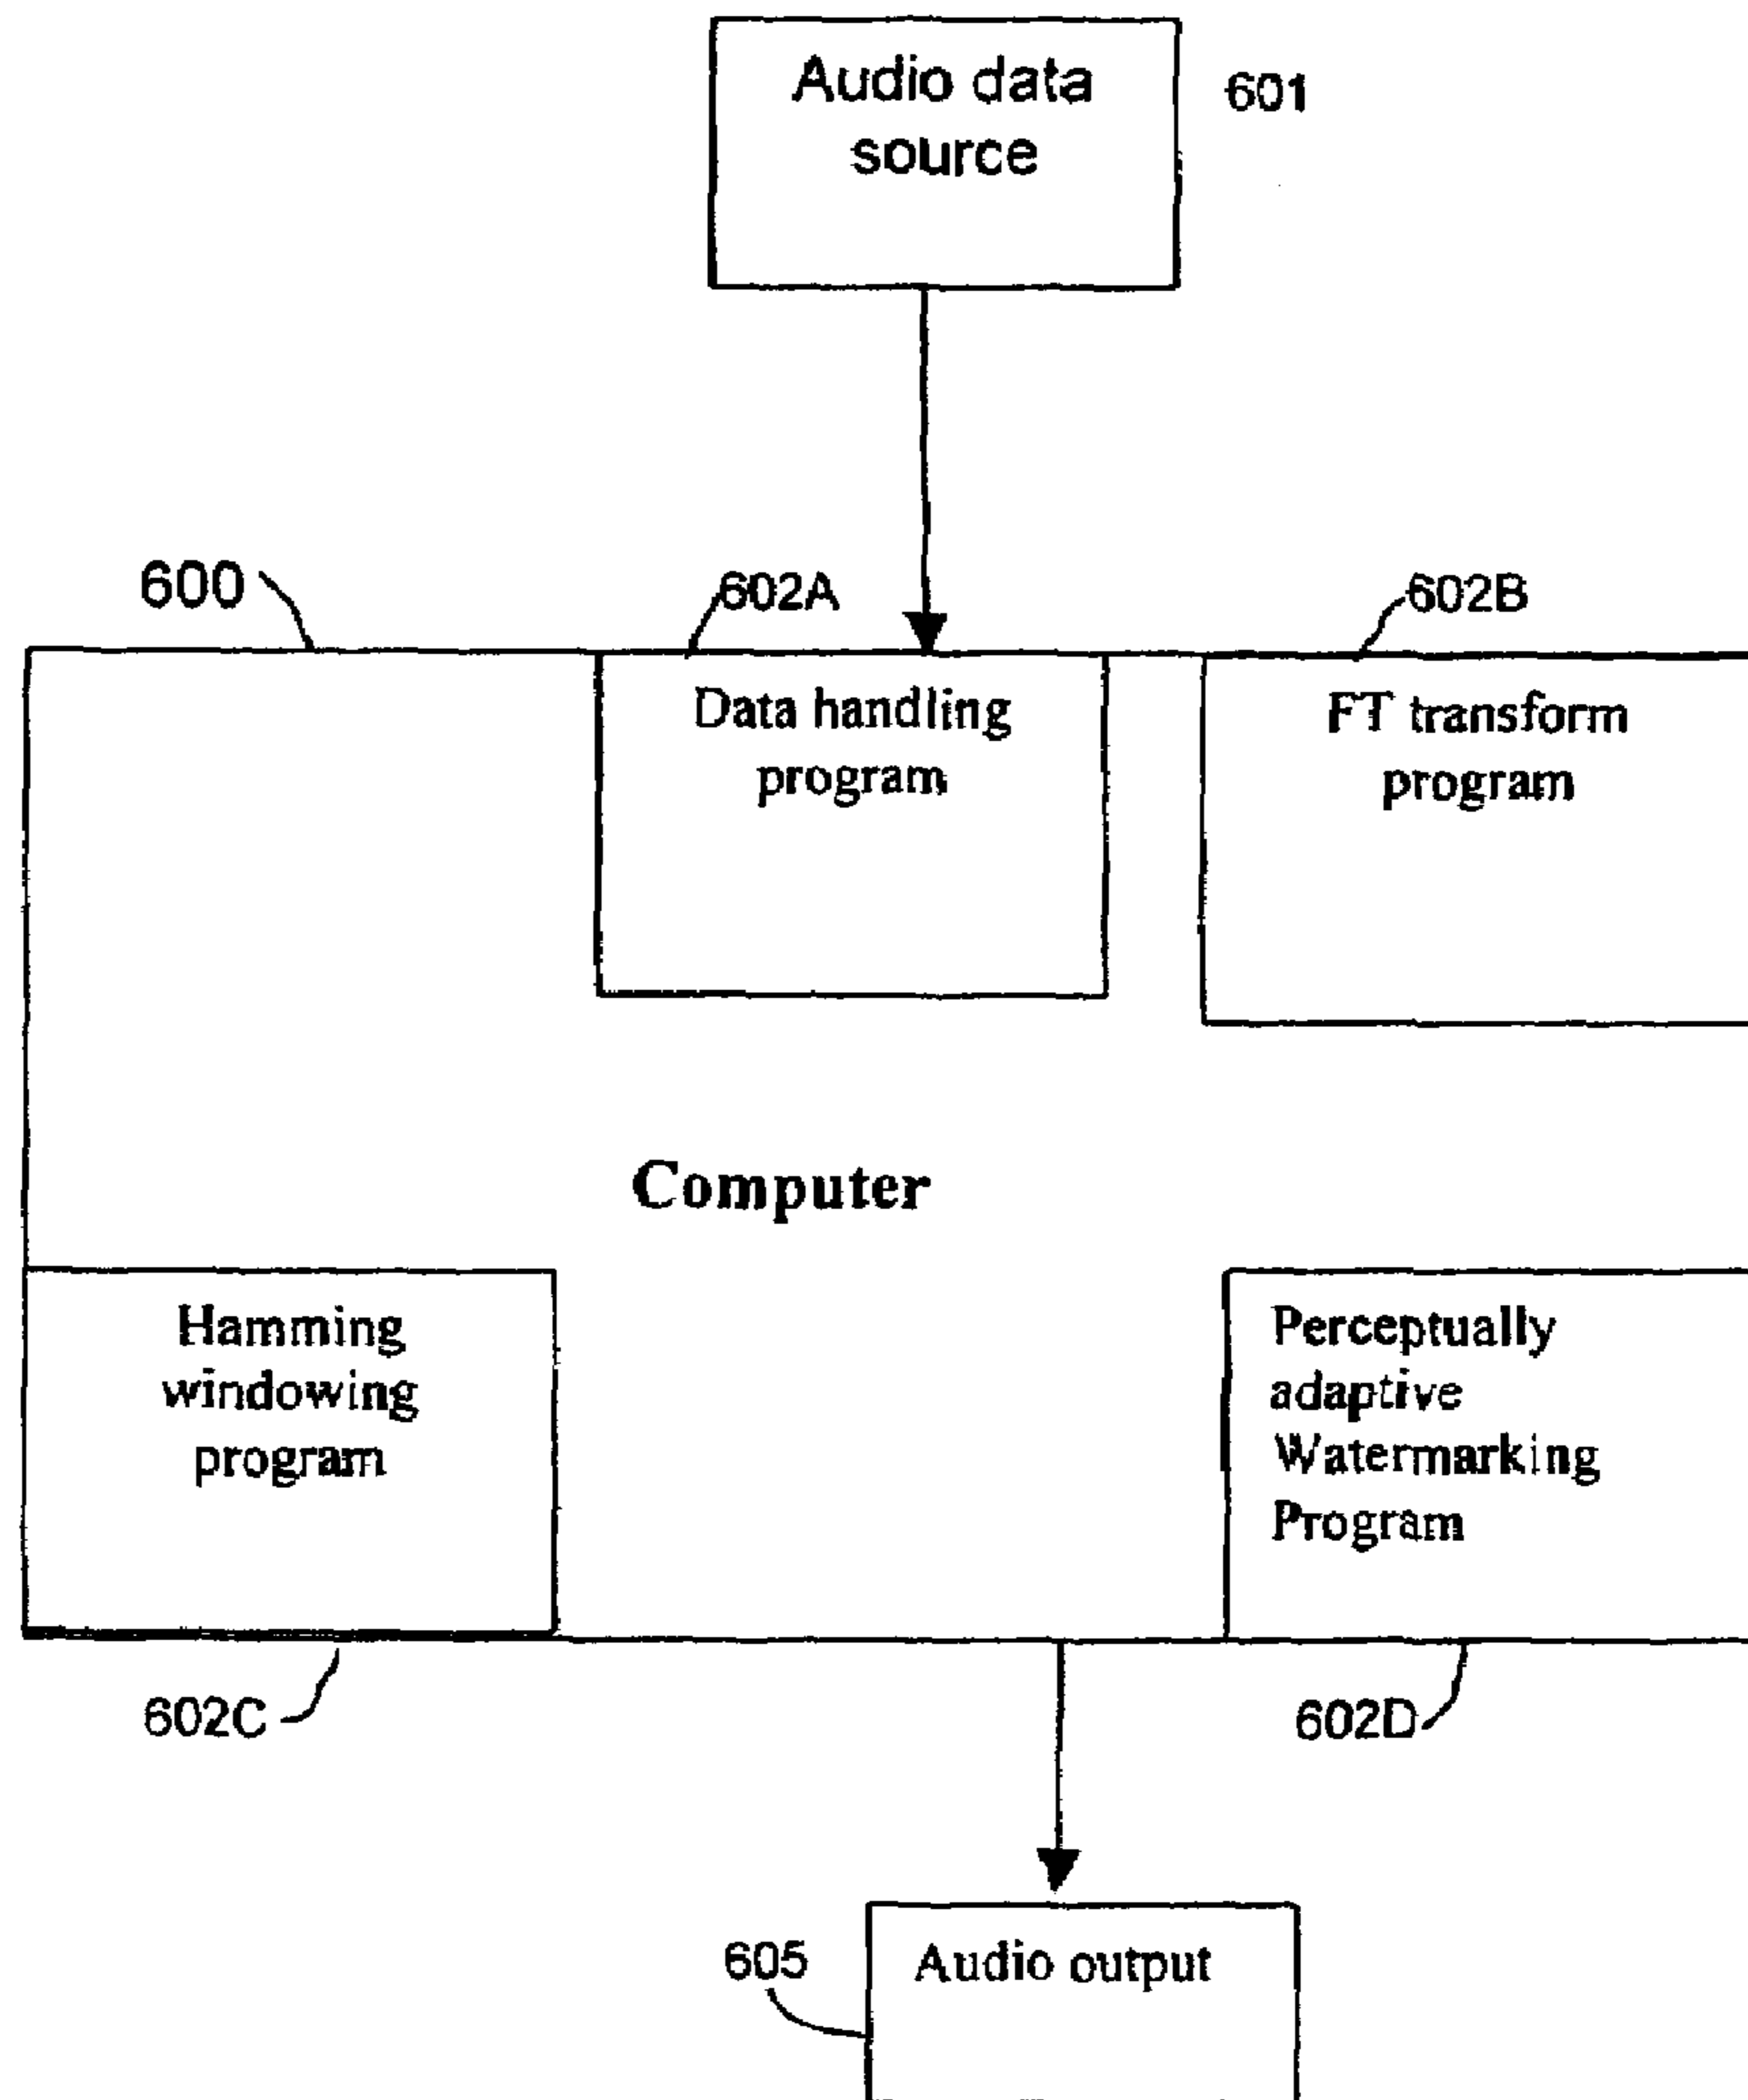 Audio data
source
601
600
602A
602B
Data handling
program
FT transform
program
Computer
Hamming
windowing
program
Perceptually
adaptive
Watermarking
Program
602C
602D
605
Audio output